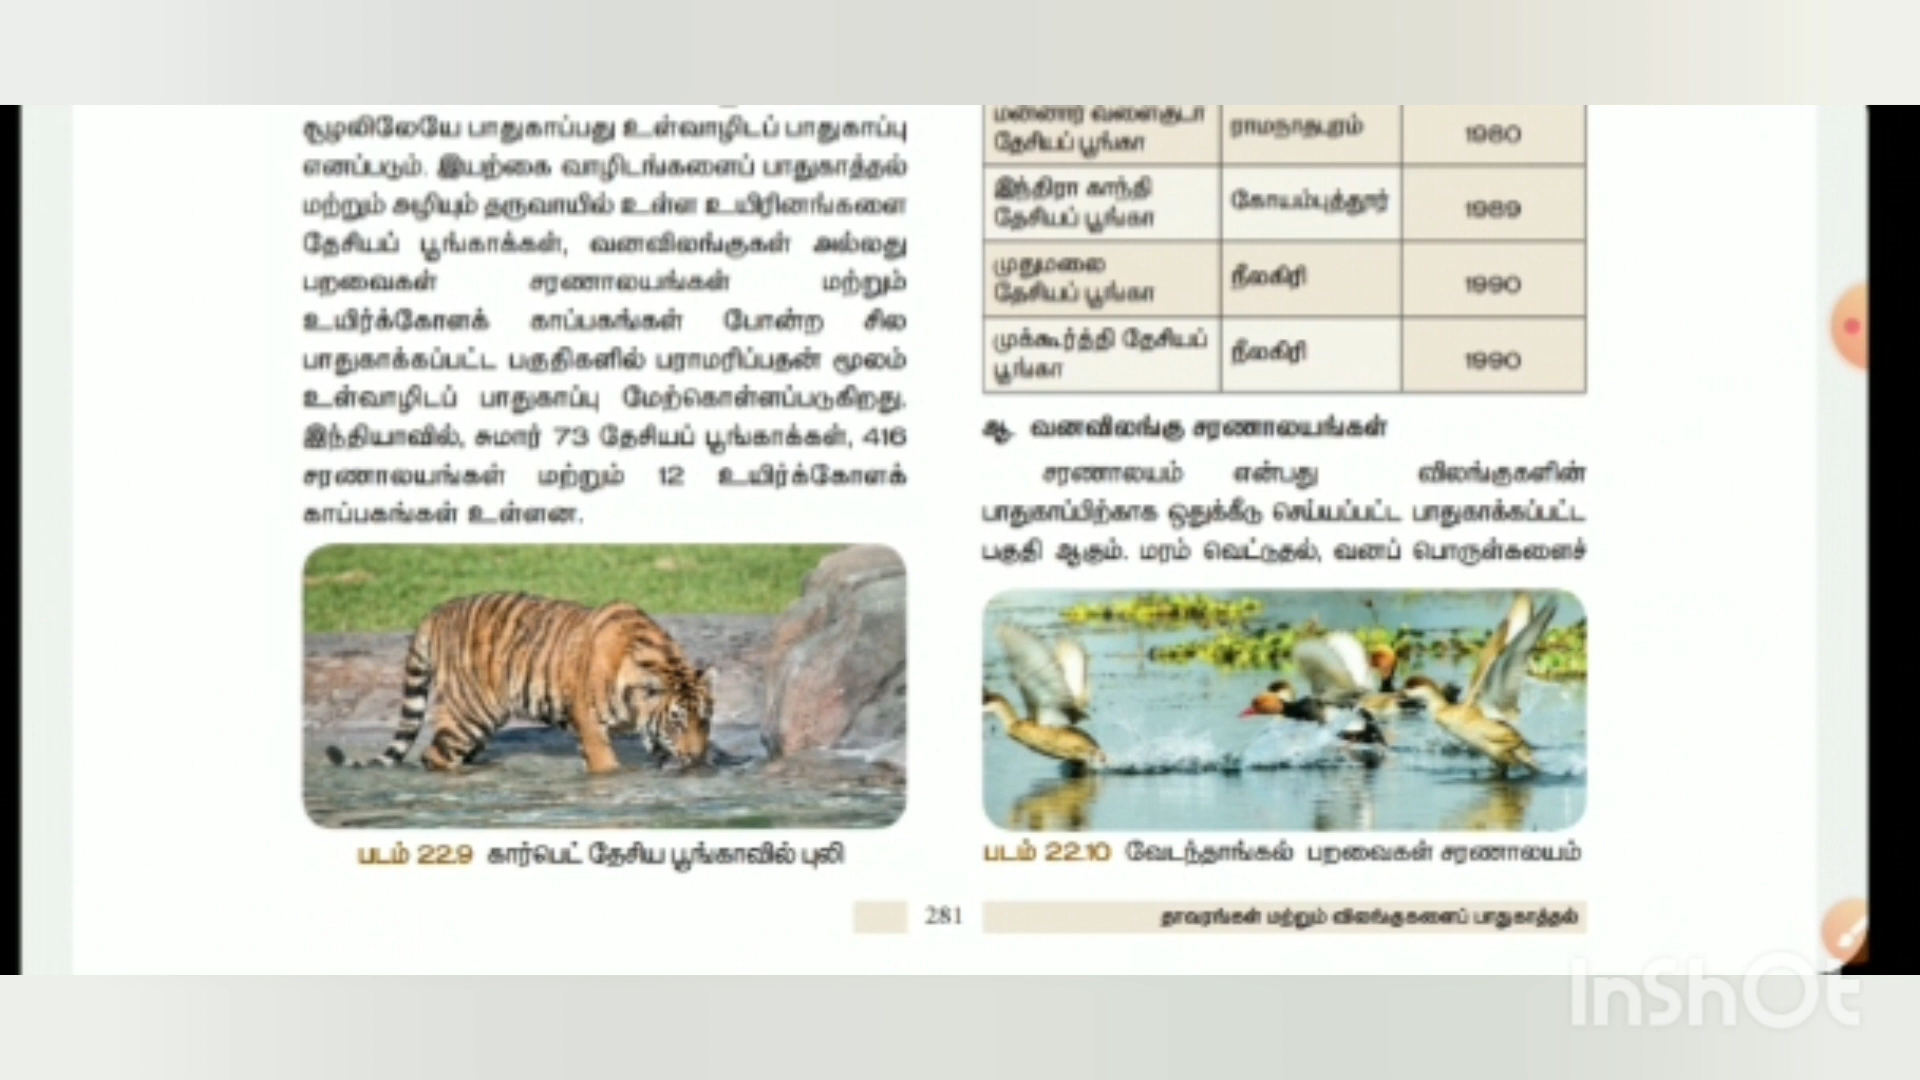 சூழலிலேயே பாதுகாப்பது உள்வாழிடப் பாதுகாப்பு
எனப்படும். இயற்கை வாழிடங்களைப் பாதுகாத்தல்
மற்றும் அழியும் தருவாயில் உள்ள உயிரினங்களை
தேசியப் பூங்காக்கள், வனவிலங்குகள் அல்லது
பறவைகள் சரணாலயங்கள் மற்றும்
உயிர்க்கோளக் காப்பகங்கள் போன்ற சில
பாதுகாக்கப்பட்ட பகுதிகளில் பராமரிப்பதன் மூலம்
உள்வாழிடப் பாதுகாப்பு மேற்கொள்ளப்படுகிறது.
இந்தியாவில், சுமார் 73 தேசியப் பூங்காக்கள், 416
சரணாலயங்கள் மற்றும் 12 உயிர்க்கோளக்
காப்பகங்கள் உள்ளன.
படம் 22.9 கார்பெட் தேசிய பூங்காவில் புலி
மன்னார் வளைகுடா
தேசியப் பூங்கா
ராமநாதபுரம்
1980
இந்திரா காந்தி
தேசியப் பூங்கா
கோயம்புத்தூர்
1989
முதுமலை
தேசியப் பூங்கா
நீலகிரி
1990
முக்கூர்த்தி தேசியப்
பூங்கா
நீலகிரி
1990
ஆ. வனவிலங்கு சரணாலயங்கள்
சரணாலயம் என்பது விலங்குகளின்
பாதுகாப்பிற்காக ஒதுக்கீடு செய்யப்பட்ட பாதுகாக்கப்பட்ட
பகுதி ஆகும். மரம் வெட்டுதல், வனப் பொருள்களைச்
படம் 22.10 வேடந்தாங்கல் பறவைகள் சரணாலயம்
281
தாவரங்கள் மற்றும் விலங்குகளைப் பாதுகாத்தல்
InShOt